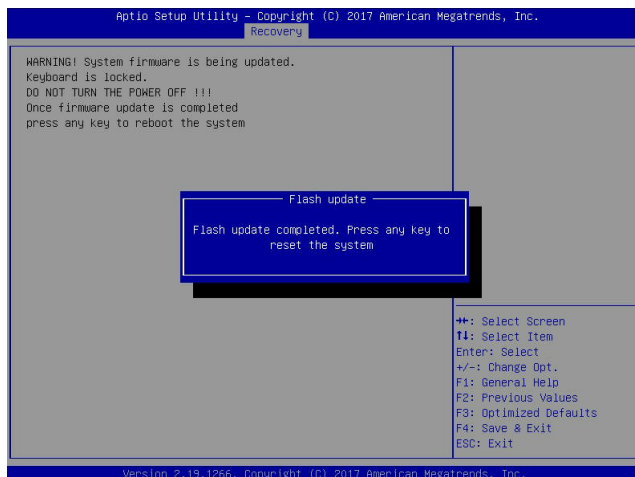 Aptio Setup Utility – Copyright (C) 2017 American Megatrends, Inc.
Recovery
WARNING! System firmware is being updated.
Keyboard is locked.
DO NOT TURN THE POWER OFF !!!
Once firmware update is completed
press any key to reboot the system
Flash update
Flash update completed. Press any key to
reset the system
→←: Select Screen
↑↓: Select Item
Enter: Select
+/-: Change Opt.
F1: General Help
F2: Previous Values
F3: Optimized Defaults
F4: Save & Exit
ESC: Exit
Version 2.19.1266. Copyright (C) 2017 American Megatrends, Inc.